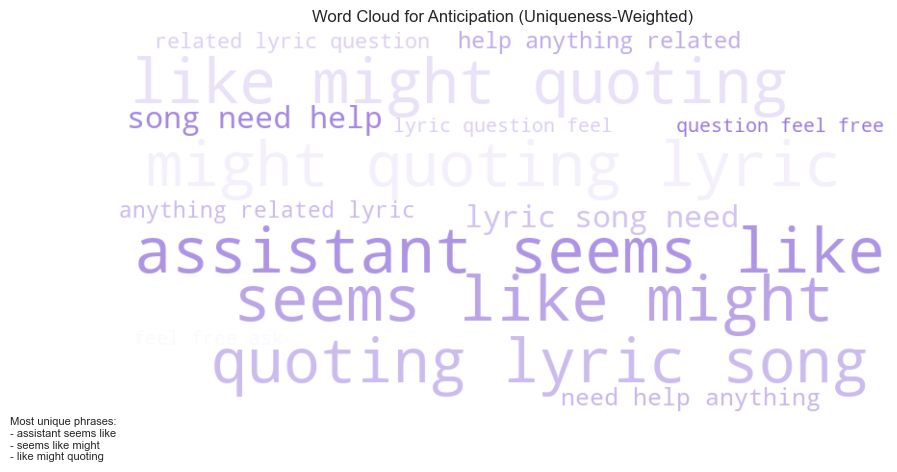 Word Cloud for Anticipation (Uniqueness-Weighted)
related lyric question
help anything related
like might quoting
song need help
lyric question feel
question feel free
might quoting lyric
anything related lyric
lyric song need
assistant seems like
seems like might
feel free ask
quoting lyric song
need help anything
Most unique phrases:
- assistant seems like
- seems like might
- like might quoting